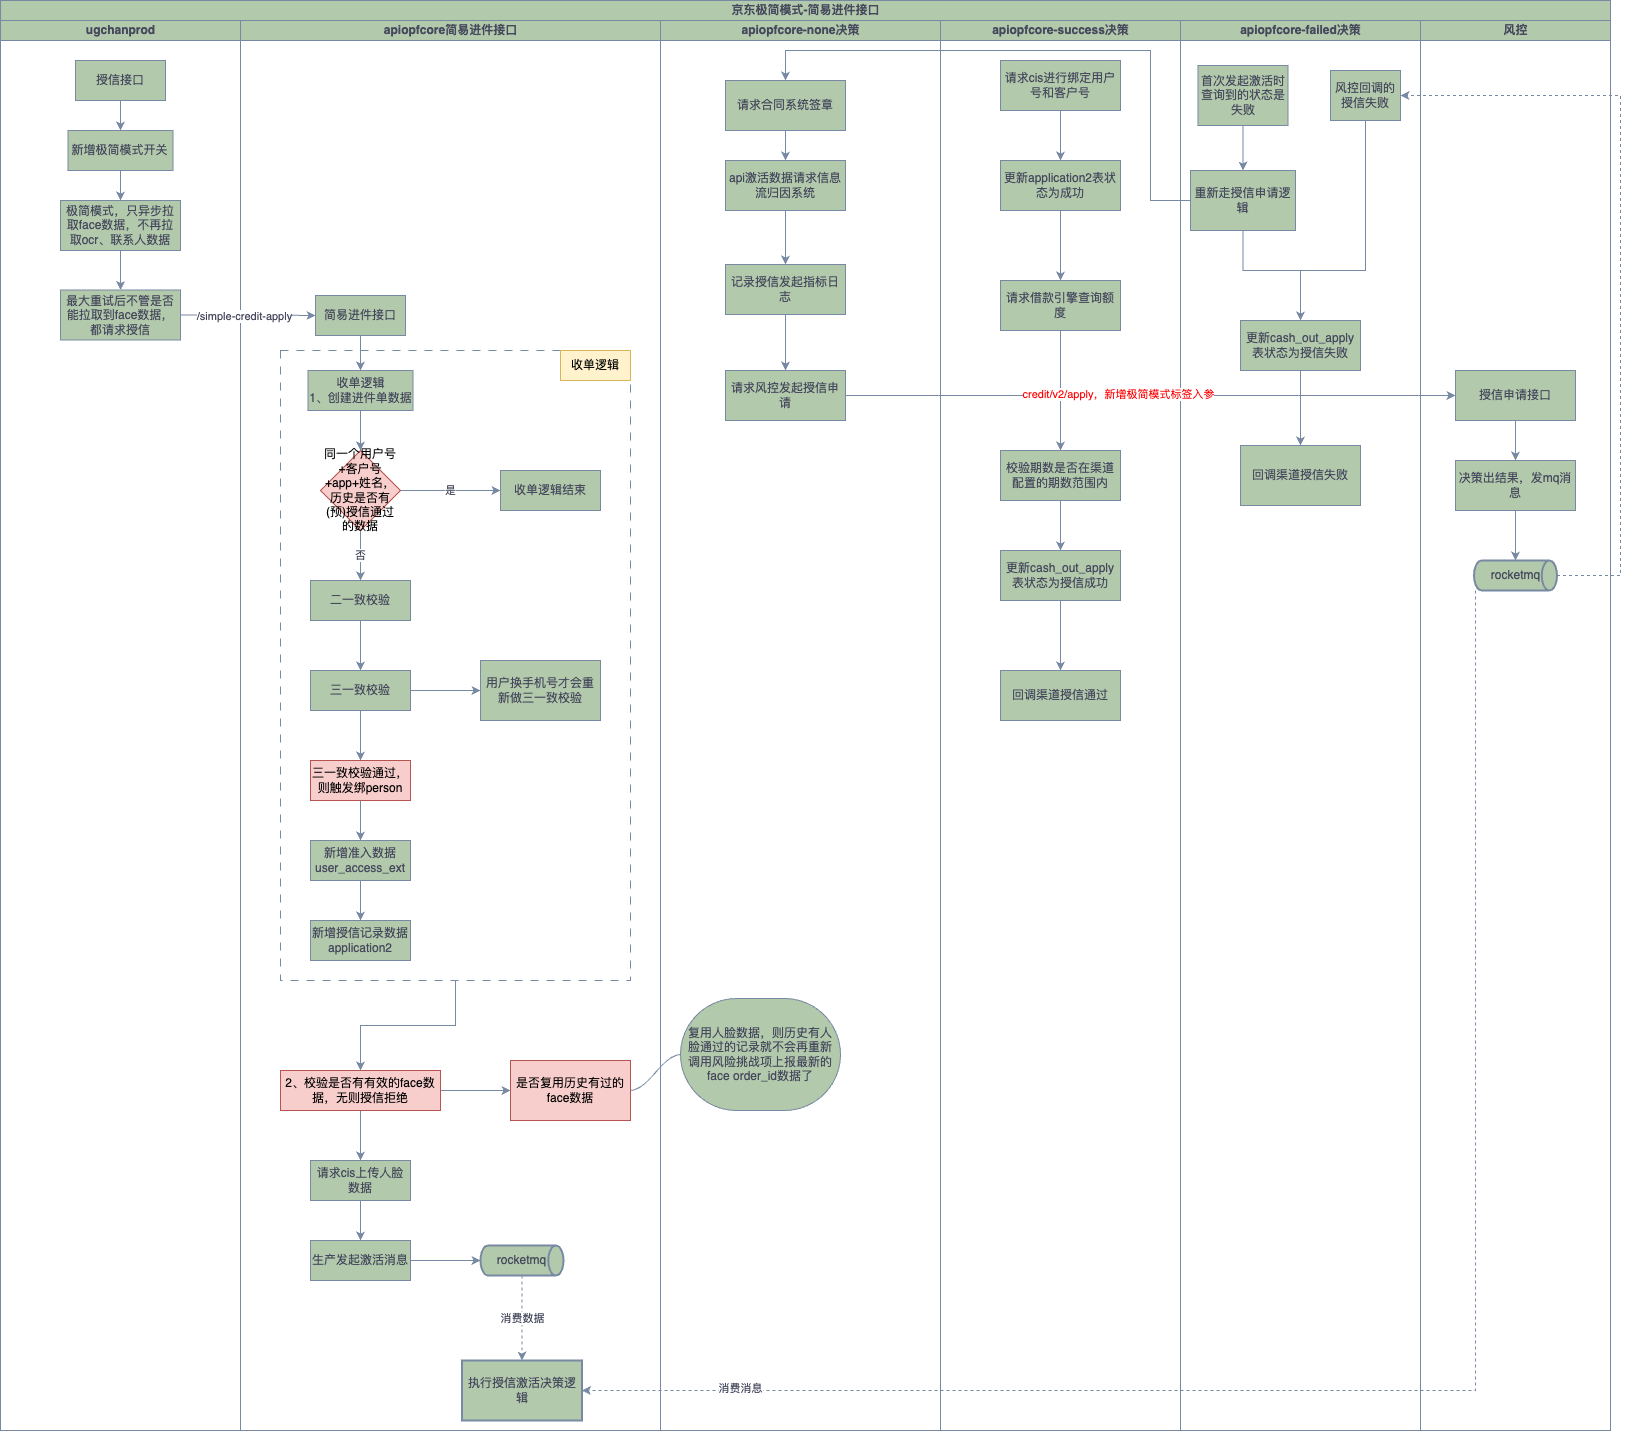 京东极简模式-简易进件接口
ugchanprod
apiopfcore简易进件接口
apiopfcore-none决策
apiopfcore-success决策
apiopfcore-failed决策
风控
授信接口
新增极简模式开关
极简模式，只异步拉
取face数据，不再拉
取ocr、联系人数据
最大重试后不管是否
能拉取到face数据，
都请求授信
/simple-credit-apply
简易进件接口
收单逻辑
收单逻辑
1、创建进件单数据
同一个用户号
+客户号
+app+姓名，
历史是否有
(预)授信通过
的数据
是
收单逻辑结束
否
二一致校验
三一致校验
用户换手机号才会重
新做三一致校验
三一致校验通过，
则触发绑person
新增准入数据
user_access_ext
新增授信记录数据
application2
2、校验是否有有效的face数
据，无则授信拒绝
是否复用历史有过的
face数据
复用人脸数据，则历史有人
脸通过的记录就不会再重新
调用风险挑战项上报最新的
face order_id数据了
请求cis上传人脸
数据
生产发起激活消息
rocketmq
消费数据
执行授信激活决策逻
辑
消费消息
请求合同系统签章
api激活数据请求信息
流归因系统
记录授信发起指标日
志
请求风控发起授信申
请
credit/v2/apply，新增极简模式标签入参
请求cis进行绑定用户
号和客户号
更新application2表状
态为成功
请求借款引擎查询额
度
校验期数是否在渠道
配置的期数范围内
更新cash_out_apply
表状态为授信成功
回调渠道授信通过
首次发起激活时
查询到的状态是
失败
风控回调的
授信失败
重新走授信申请逻
辑
更新cash_out_apply
表状态为授信失败
回调渠道授信失败
授信申请接口
决策出结果，发mq消
息
rocketmq